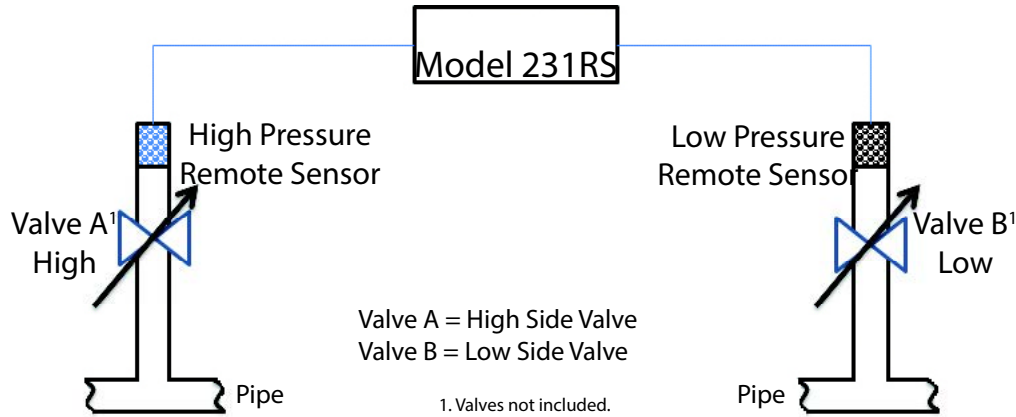 Model 231RS
High Pressure
Remote Sensor
Low Pressure
Remote Sensor
Valve A¹
High
Valve B¹
Low
Valve A = High Side Valve
Valve B = Low Side Valve
Pipe
Pipe
1. Valves not included.